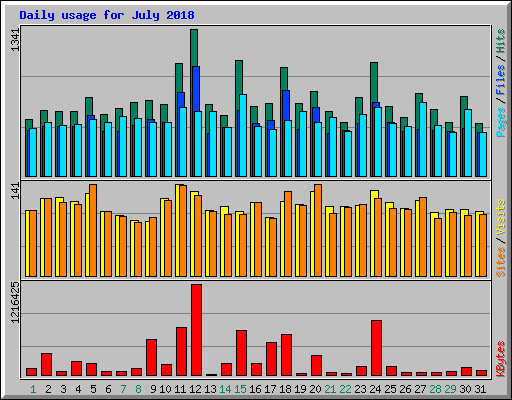 Daily usage for July 2018
1341
Pages / Files / Hits
141
Sites / Visits
1216425
KBytes
1 2 3 4 5 6 7 8 9 10 11 12 13 14 15 16 17 18 19 20 21 22 23 24 25 26 27 28 29 30 31